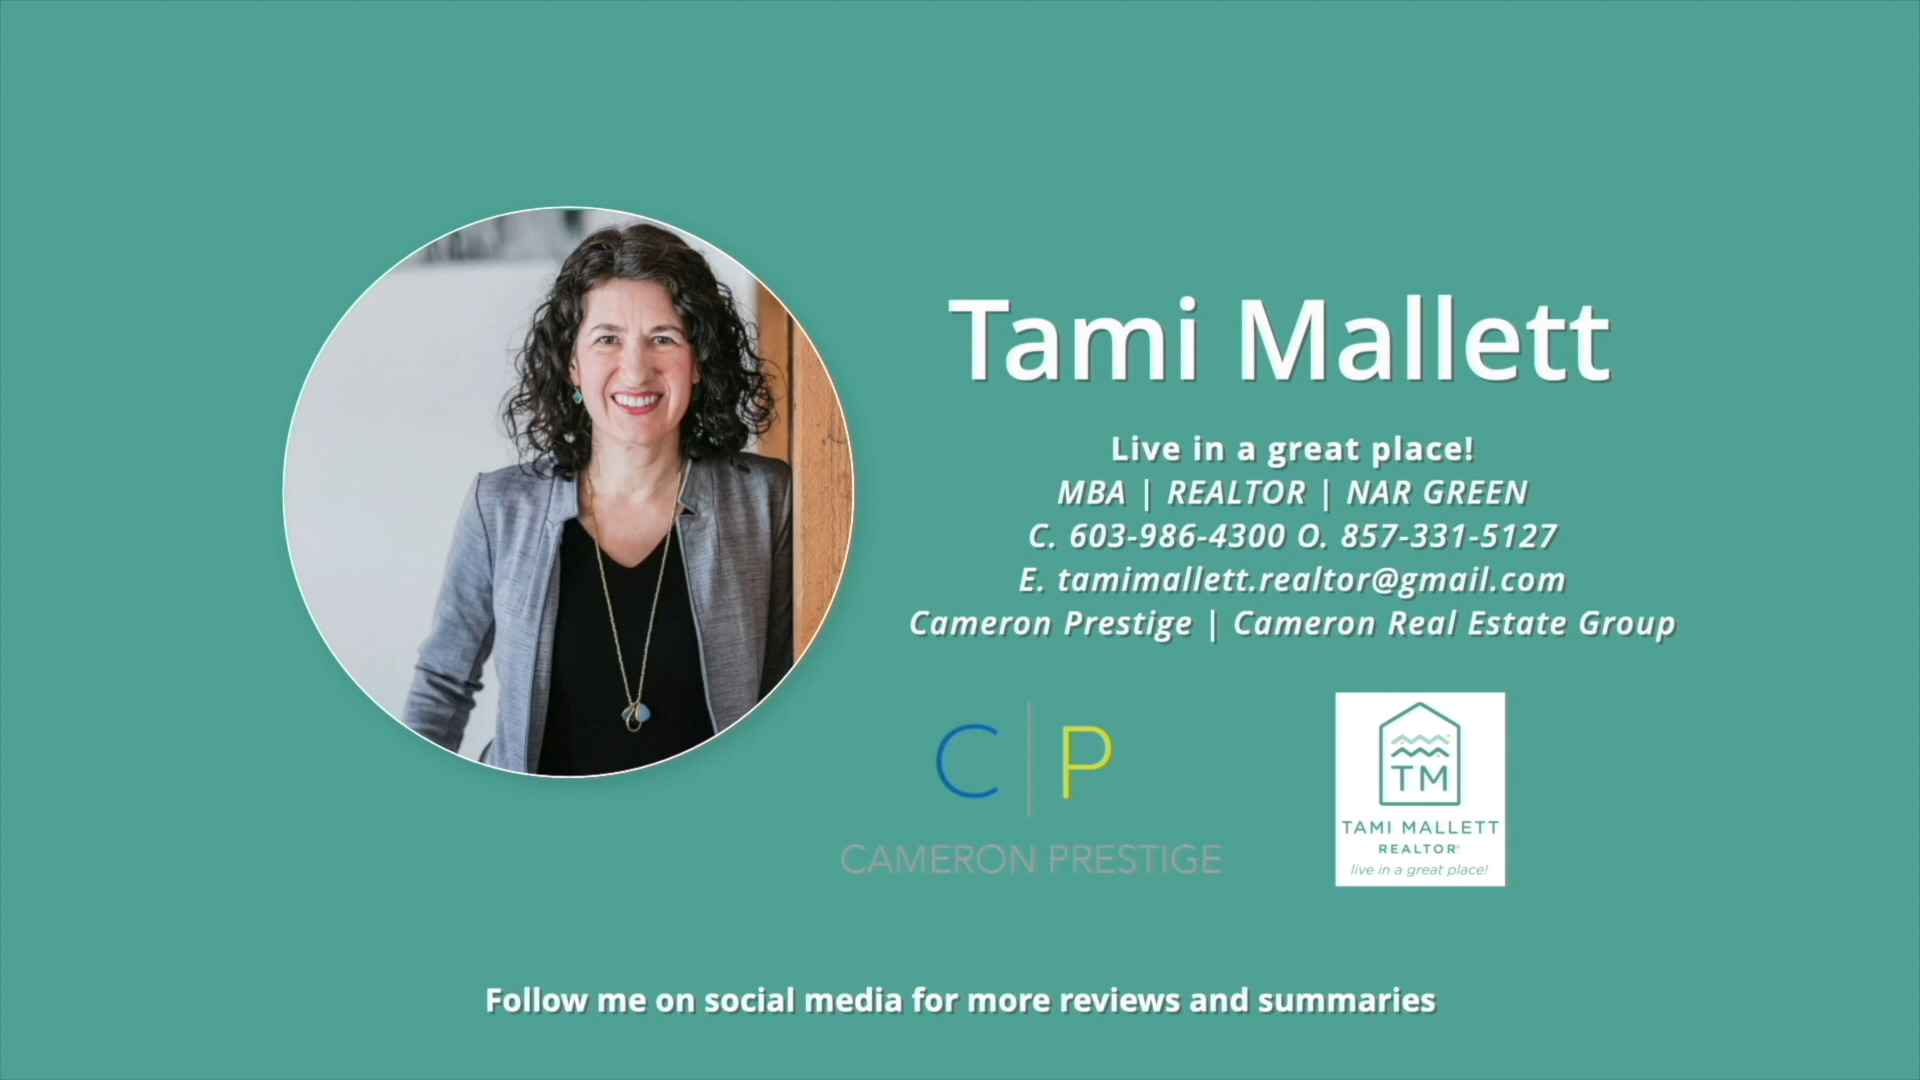 Tami Mallett
Live in a great place!
MBA | REALTOR | NAR GREEN
C. 603-986-4300 O. 857-331-5127
E. tamimallett.realtor@gmail.com
Cameron Prestige | Cameron Real Estate Group
C|P
CAMERON PRESTIGE
TM
TAMI MALLETT
REALTOR®
live in a great place!
Follow me on social media for more reviews and summaries